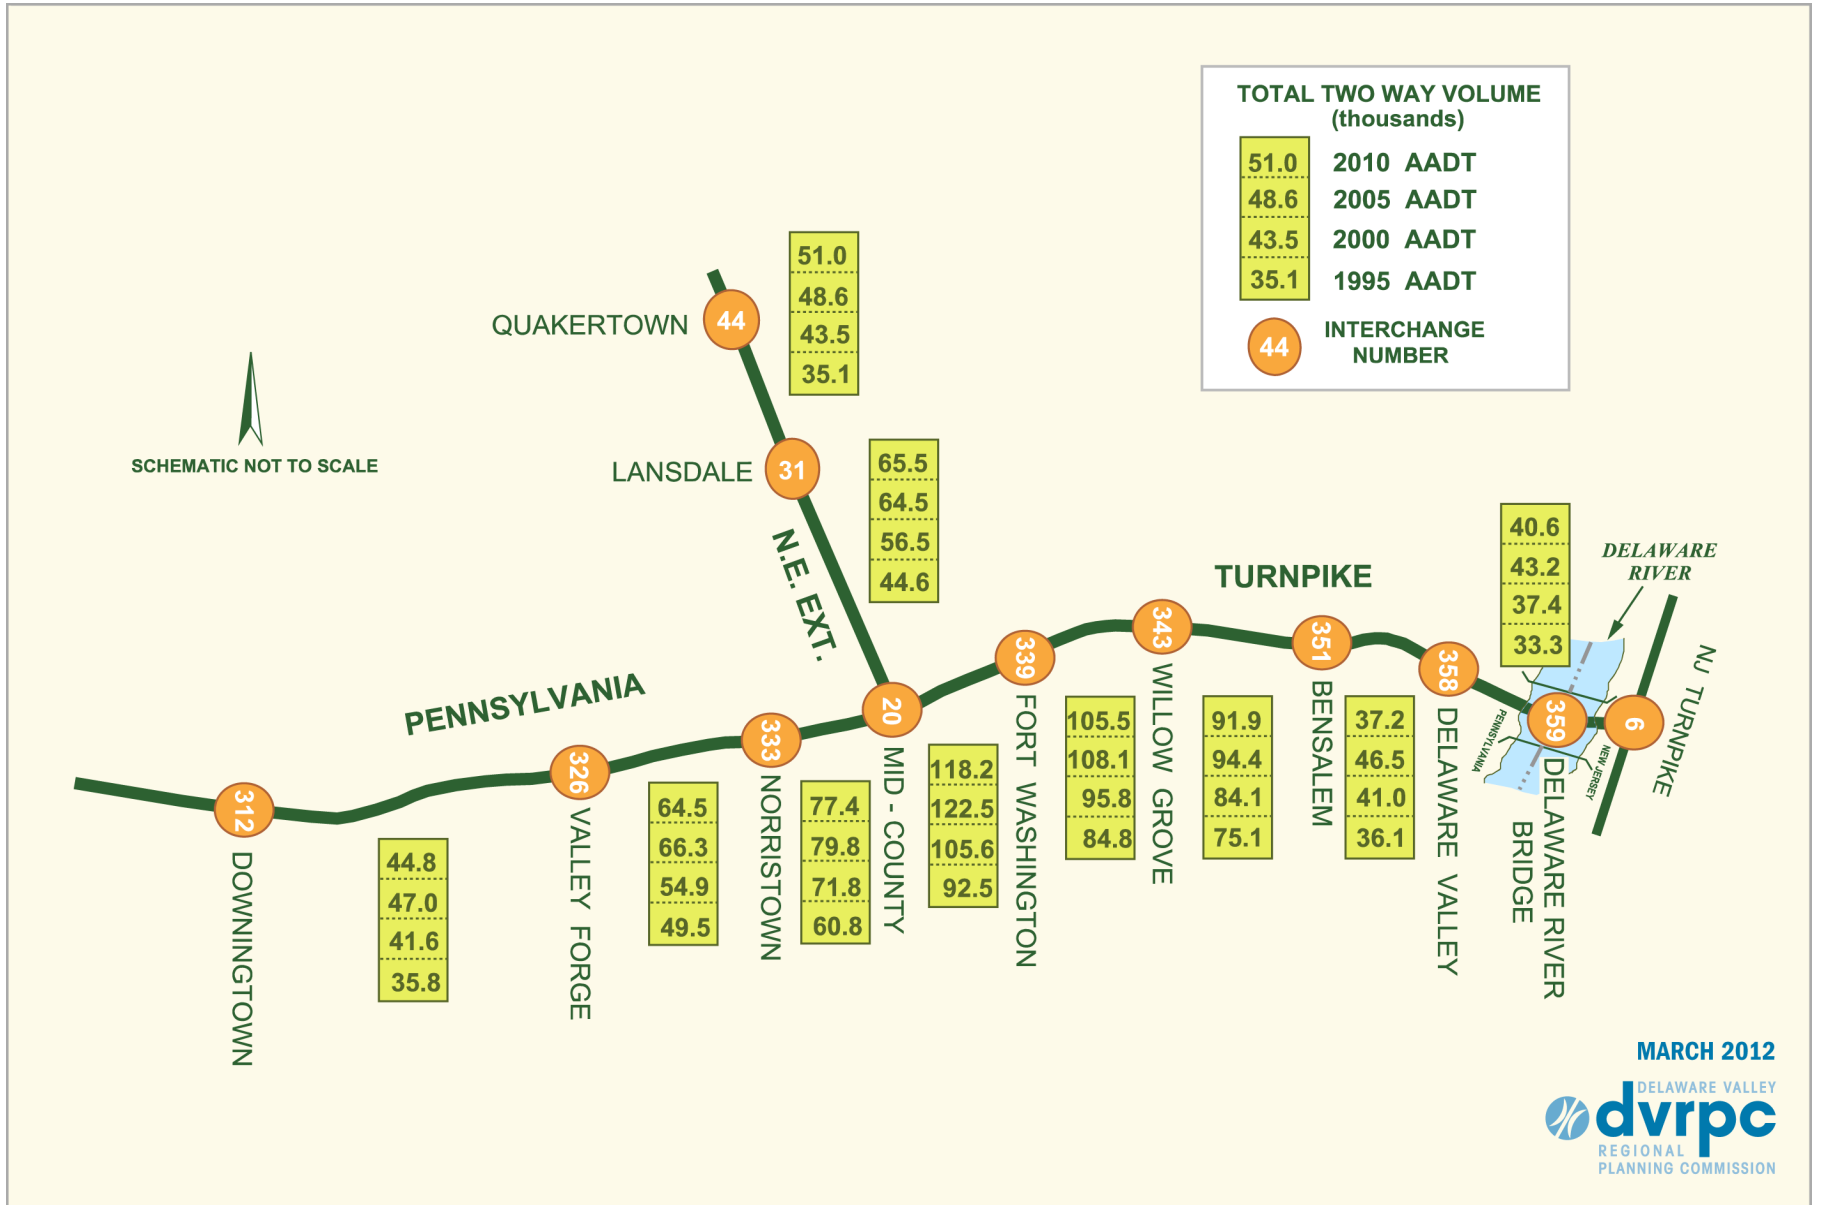 TOTAL TWO WAY VOLUME
(thousands)
51.0 2010 AADT
48.6 2005 AADT
43.5 2000 AADT
35.1 1995 AADT
44 INTERCHANGE
NUMBER
51.0
48.6
43.5
35.1
QUAKERTOWN 44
SCHEMATIC NOT TO SCALE
LANSDALE 31
65.5
64.5
56.5
44.6
N.E. EXT.
PENNSYLVANIA
TURNPIKE
40.6
43.2
37.4
33.3
DELAWARE
RIVER
NJ TURNPIKE
312
DOWNINGTOWN
44.8
47.0
41.6
35.8
326
VALLEY FORGE
64.5
66.3
54.9
49.5
333
NORRISTOWN
77.4
79.8
71.8
60.8
20
MID - COUNTY
118.2
122.5
105.6
92.5
339
FORT WASHINGTON
105.5
108.1
95.8
84.8
343
WILLOW GROVE
91.9
94.4
84.1
75.1
351
BENSALEM
37.2
46.5
41.0
36.1
358
DELAWARE VALLEY
359
DELAWARE RIVER
BRIDGE
PENNSYLVANIA
NEW JERSEY
6
MARCH 2012
DELAWARE VALLEY
dvrpc
REGIONAL
PLANNING COMMISSION